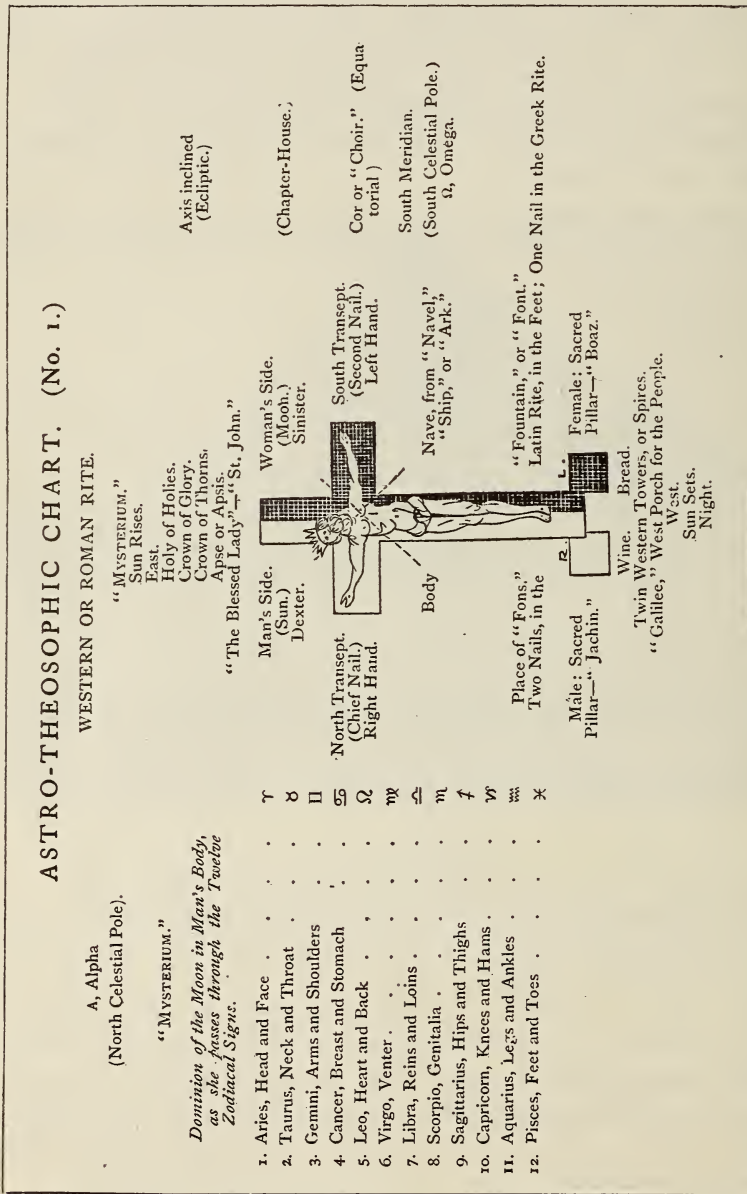 ASTRO-THEOSOPHIC CHART. (No. 1.)
WESTERN OR ROMAN RITE.
A, Alpha
(North Celestial Pole).
"MYSTERIUM."
Dominion of the Moon in Man's Body,
as she passes through the Twelve
Zodiacal Signs.
1. Aries, Head and Face . . . . ♈
2. Taurus, Neck and Throat . . . ♉
3. Gemini, Arms and Shoulders . . ♊
4. Cancer, Breast and Stomach . . ♋
5. Leo, Heart and Back . . . . ♌
6. Virgo, Venter . . . . . ♍
7. Libra, Reins and Loins . . . . ♎
8. Scorpio, Genitalia . . . . ♏
9. Sagittarius, Hips and Thighs . . ♐
10. Capricorn, Knees and Hams . . . ♑
11. Aquarius, Legs and Ankles . . . ♒
12. Pisces, Feet and Toes . . . . ♓
"MYSTERIUM."
Sun Rises.
East.
Holy of Holies.
Crown of Glory.
Crown of Thorns.
Apse or Apsis.
"The Blessed Lady"—"St. John."
Man's Side.
(Sun.)
Dexter.
Woman's Side.
(Moon.)
Sinister.
North Transept.
(Chief Nail.)
Right Hand.
South Transept.
(Second Nail.)
Left Hand.
Body
Axis inclined
(Ecliptic.)
(Chapter-House.)
Cor or "Choir." (Equa
torial )
South Meridian.
(South Celestial Pole.)
Ω, Omega.
Nave, from "Navel,"
"Ship," or "Ark."
Place of "Fons." "Fountain," or "Font."
Two Nails, in the Latin Rite, in the Feet; One Nail in the Greek Rite.
R. L.
Male: Sacred
Pillar—"Jachin."
Female: Sacred
Pillar—"Boaz."
Wine. Bread.
Twin Western Towers, or Spires.
"Galilee," West Porch for the People.
West.
Sun Sets.
Night.